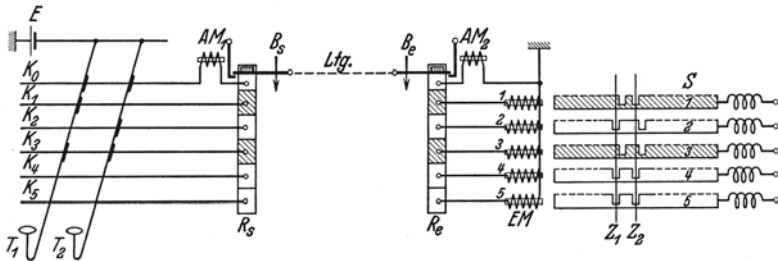 E
AM₁
Bₛ
Ltg.
Bₑ
AM₂
K₀
K₁
K₂
K₃
K₄
K₅
T₁
T₂
Rₛ
Rₑ
1
2
3
4
5
EM
S
1
2
3
4
5
Z₁
Z₂